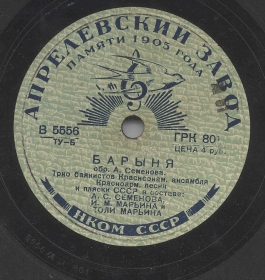 АПРЕЛЕВСКИЙ ЗАВОД
ПАМЯТИ 1905 ГОДА
В 5556
ТУ-Б
ГРК 80
ЦЕНА 4 р.
БАРЫНЯ
обр. А. Семенова.
Трио баянистов Краснознам. ансамбля
Красноарм. песни
и пляски СССР в составе:
А. С. СЕМЕНОВА,
И. М. МАРЬИНА и
ТОЛИ МАРЬИНА
НКОМ СССР